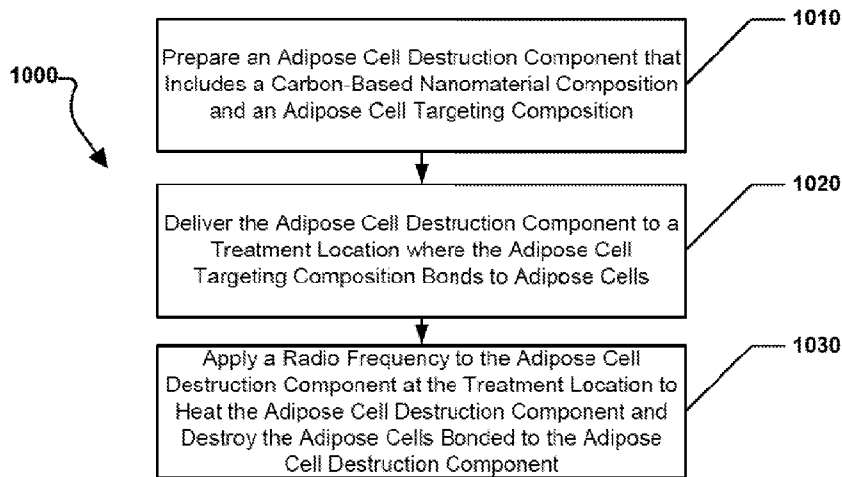 1010
Prepare an Adipose Cell Destruction Component that
Includes a Carbon-Based Nanomaterial Composition
and an Adipose Cell Targeting Composition
1000
1020
Deliver the Adipose Cell Destruction Component to a
Treatment Location where the Adipose Cell
Targeting Composition Bonds to Adipose Cells
1030
Apply a Radio Frequency to the Adipose Cell
Destruction Component at the Treatment Location to
Heat the Adipose Cell Destruction Component and
Destroy the Adipose Cells Bonded to the Adipose
Cell Destruction Component